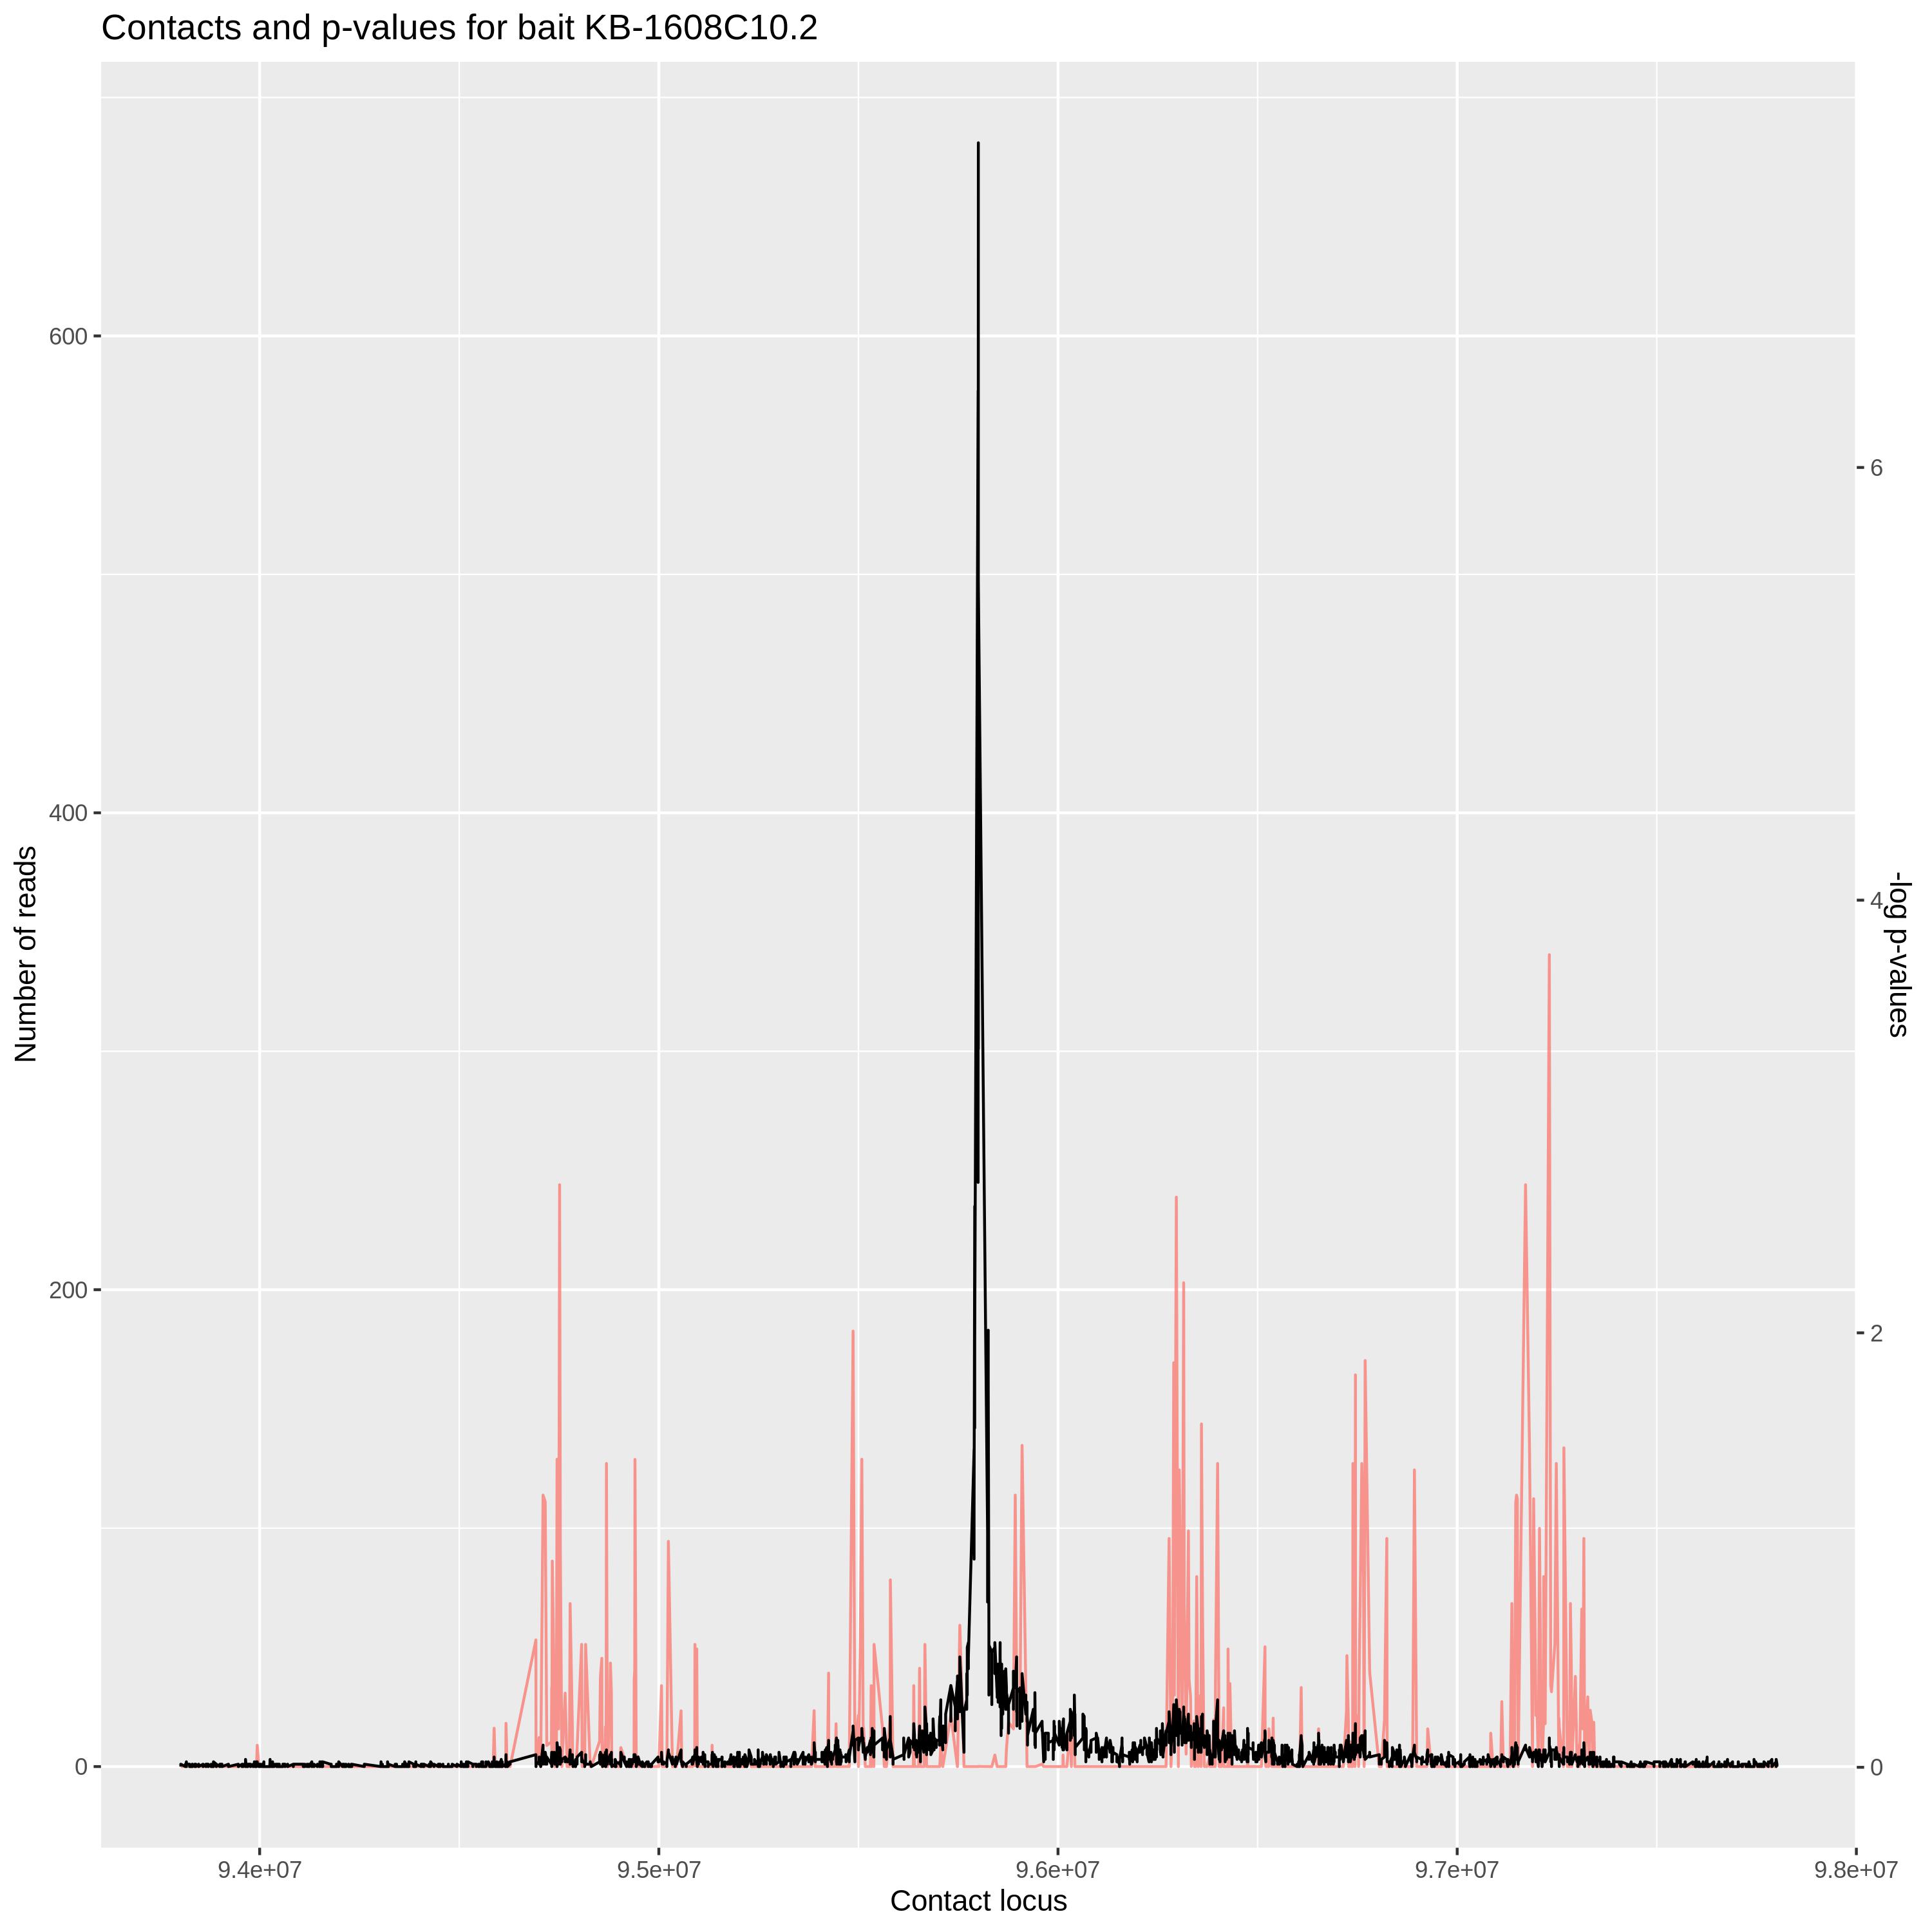 Contacts and p-values for bait KB-1608C10.2
600
400
200
0
Number of reads
6
4
2
0
-log p-values
9.4e+07
9.5e+07
9.6e+07
9.7e+07
9.8e+07
Contact locus